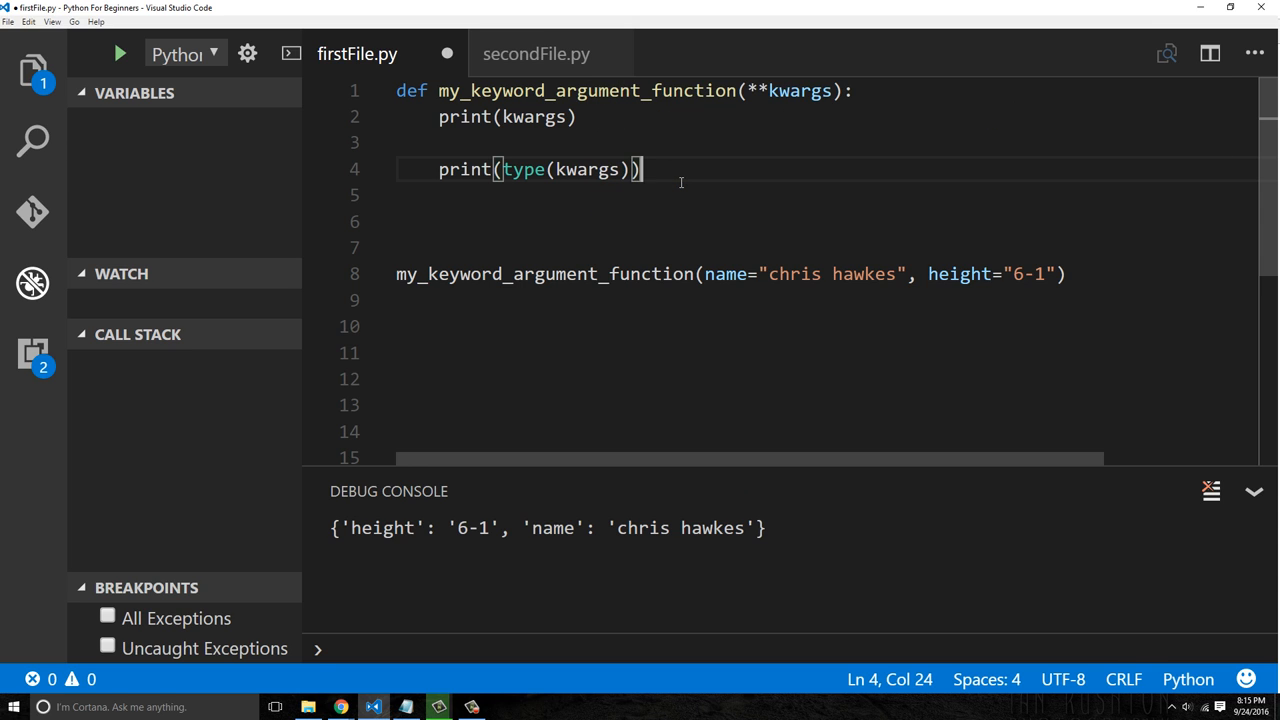 ● firstFile.py - Python For Beginners - Visual Studio Code
File Edit View Go Help
Python
firstFile.py
secondFile.py
1
VARIABLES
WATCH
CALL STACK
2
BREAKPOINTS
All Exceptions
Uncaught Exceptions
1 def my_keyword_argument_function(**kwargs):
2 print(kwargs)
3
4 print(type(kwargs))
5
6
7
8 my_keyword_argument_function(name="chris hawkes", height="6-1")
9
10
11
12
13
14
15
DEBUG CONSOLE
{'height': '6-1', 'name': 'chris hawkes'}
0 0
Ln 4, Col 24 Spaces: 4 UTF-8 CRLF Python
I'm Cortana. Ask me anything.
8:15 PM
9/24/2016